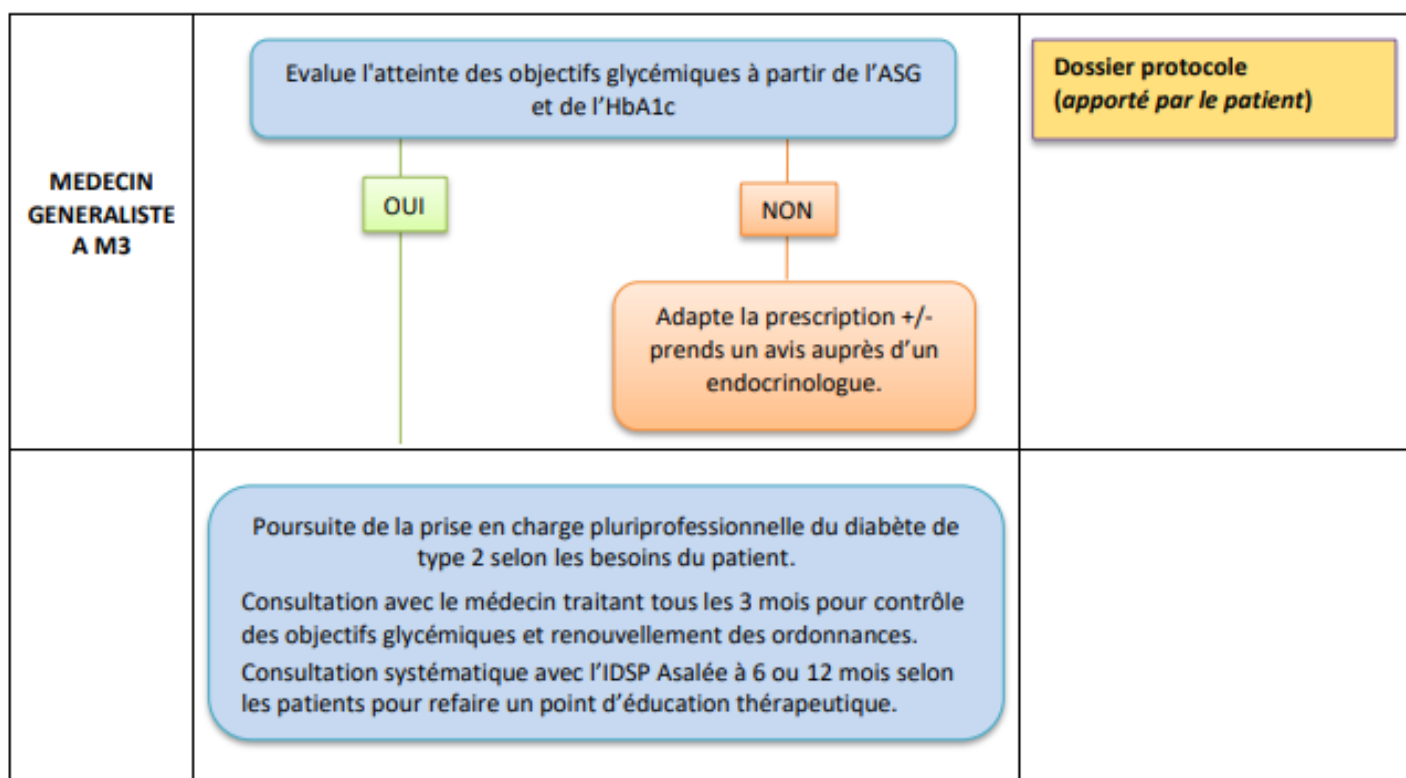 MEDECIN
GENERALISTE
A M3
Evalue l'atteinte des objectifs glycémiques à partir de l’ASG
et de l’HbA1c
OUI
NON
Adapte la prescription +/-
prends un avis auprès d’un
endocrinologue.
Dossier protocole
(apporté par le patient)
Poursuite de la prise en charge pluriprofessionnelle du diabète de
type 2 selon les besoins du patient.
Consultation avec le médecin traitant tous les 3 mois pour contrôle
des objectifs glycémiques et renouvellement des ordonnances.
Consultation systématique avec l’IDSP Asalée à 6 ou 12 mois selon
les patients pour refaire un point d’éducation thérapeutique.